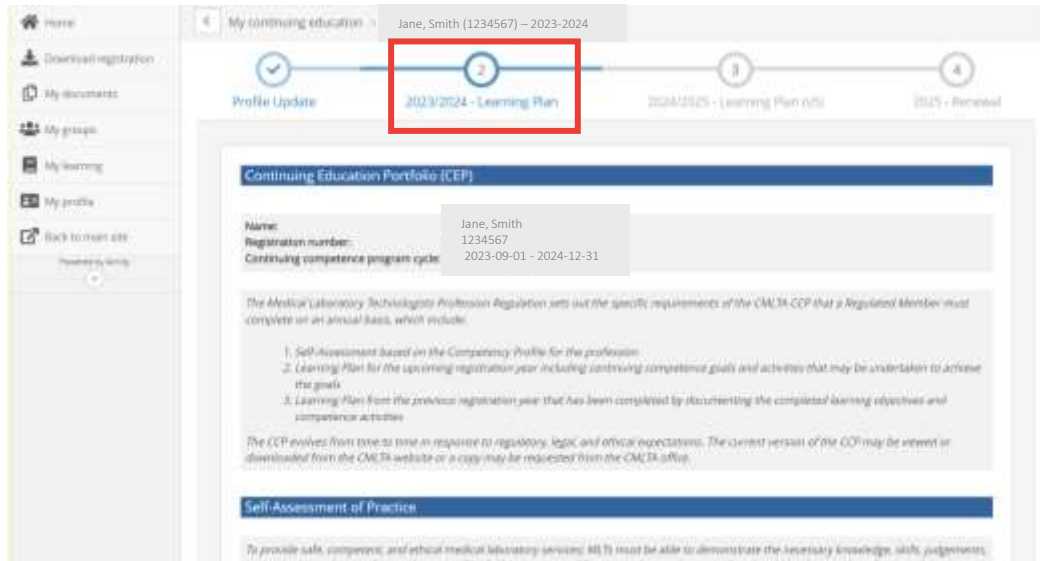 Home
My continuing education
Jane, Smith (1234567) – 2023-2024
Download registration
My documents
My groups
My learning
My profile
Back to main site
2
3
4
Profile Update
2023/2024 - Learning Plan
2024/2025 - Learning Plan
2025 - Renewal
Continuing Education Portfolio (CEP)
Name: Jane, Smith
Registration number: 1234567
Continuing competence program cycle: 2023-09-01 - 2024-12-31
The Medical Laboratory Technologists Profession Regulation sets out the specific requirements of the CMLTA CCP that a Regulated Member must
complete on an annual basis, which include:
1. Self-Assessment based on the Competency Profile for the profession
2. Learning Plan for the upcoming registration year including continuing competence goals and activities that may be undertaken to achieve
the goals
3. Learning Plan from the previous registration year that has been completed by documenting the completed learning objectives and
competence activities
The CCP evolves from time to time in response to regulatory, legal, and ethical expectations. The current version of the CCP may be viewed or
downloaded from the CMLTA website or a copy may be requested from the CMLTA office.
Self-Assessment of Practice
To provide safe, competent, and ethical medical laboratory services, MLTs must be able to demonstrate the necessary knowledge, skills, judgements,